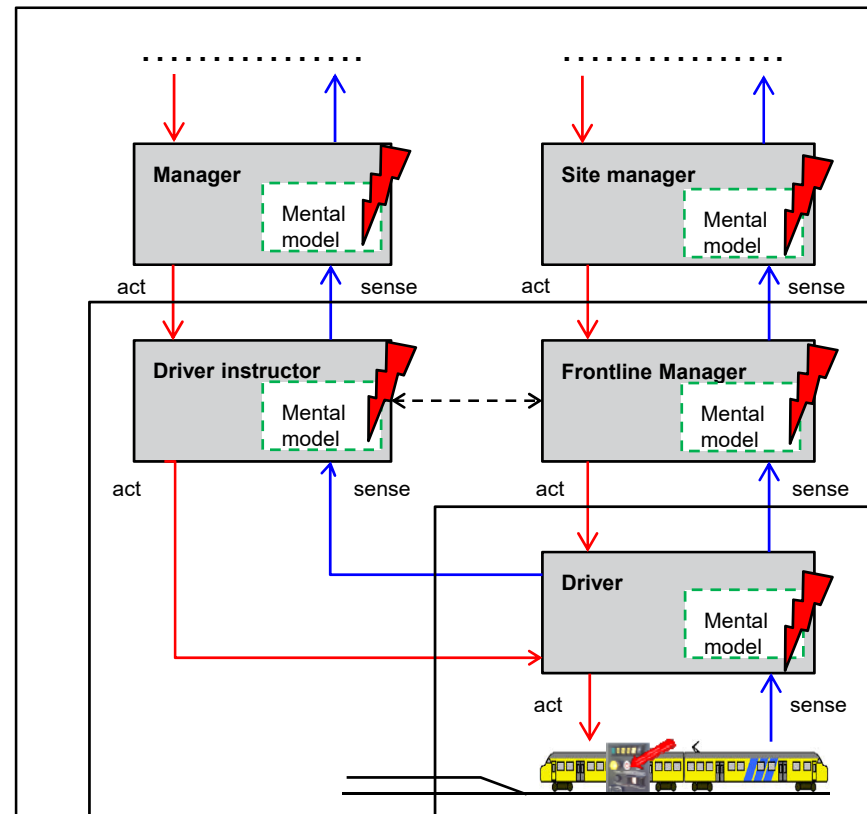 Manager
Mental
model
Site manager
Mental
model
act
sense
act
sense
Driver instructor
Mental
model
Frontline Manager
Mental
model
act
sense
act
sense
Driver
Mental
model
act
sense